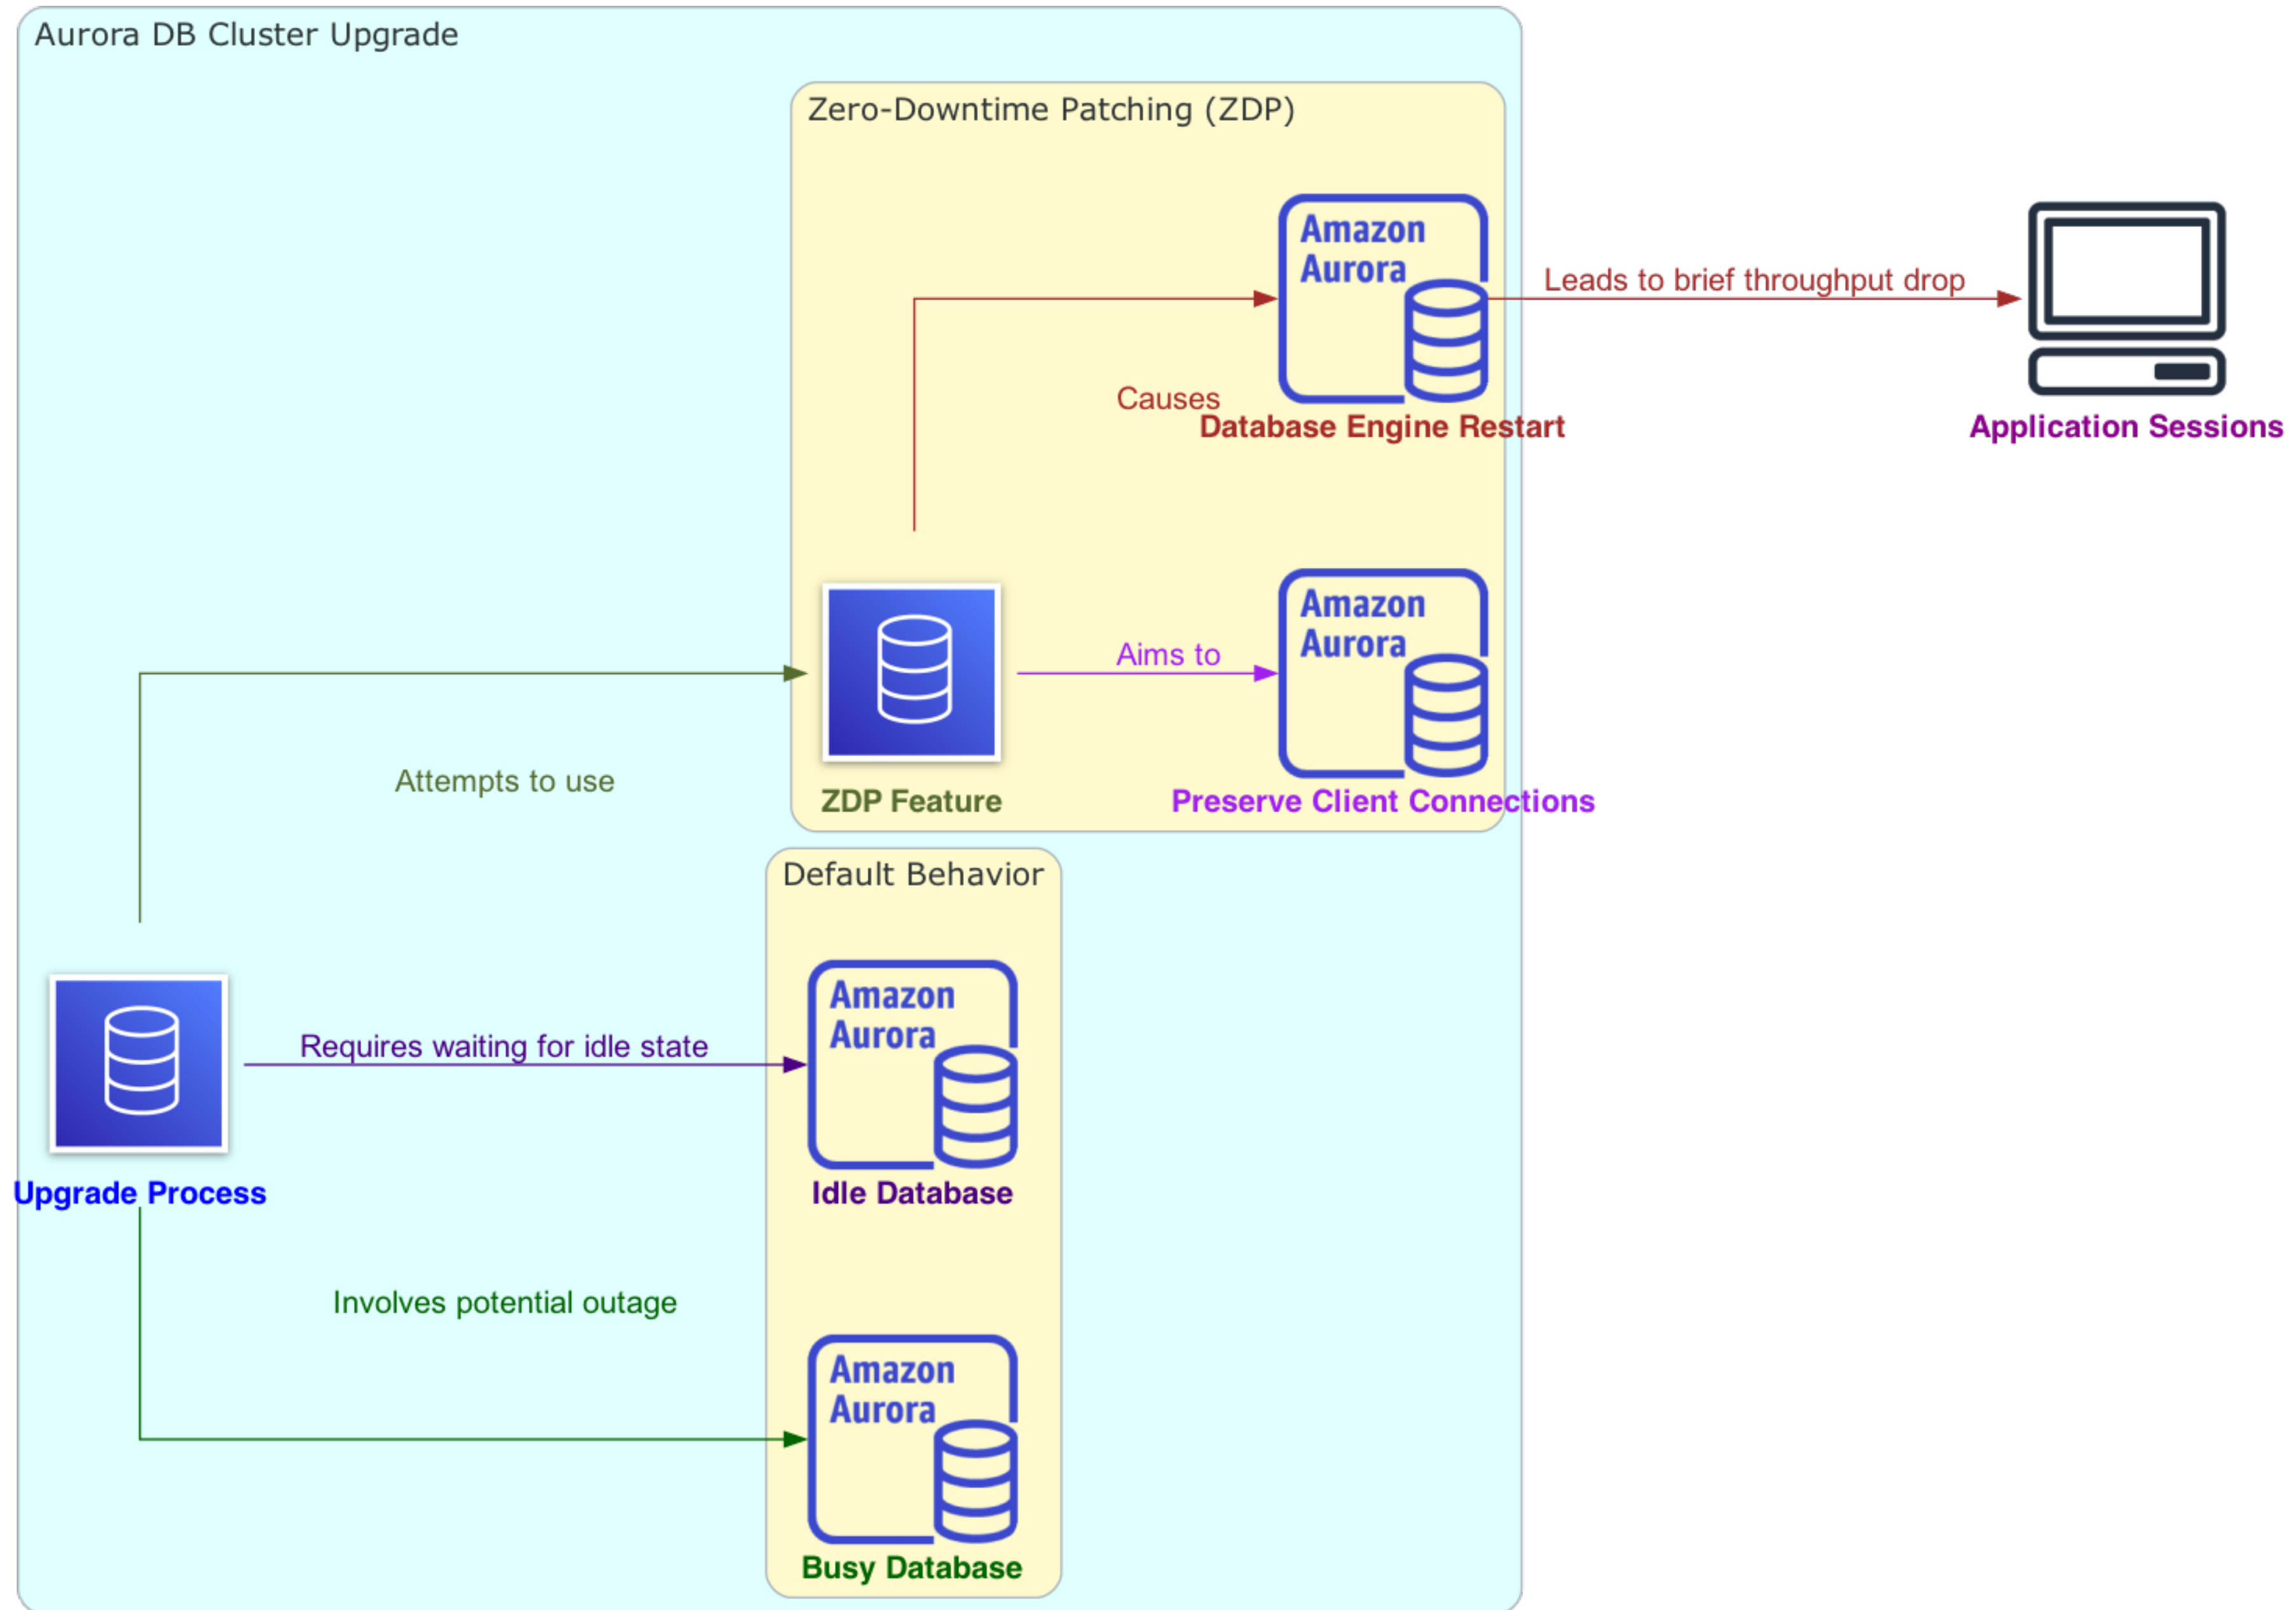 Aurora DB Cluster Upgrade
Zero-Downtime Patching (ZDP)
Amazon
Aurora
Leads to brief throughput drop
Causes
Database Engine Restart
Application Sessions
Amazon
Aurora
Aims to
Attempts to use
ZDP Feature
Preserve Client Connections
Default Behavior
Amazon
Aurora
Requires waiting for idle state
Upgrade Process
Idle Database
Involves potential outage
Amazon
Aurora
Busy Database